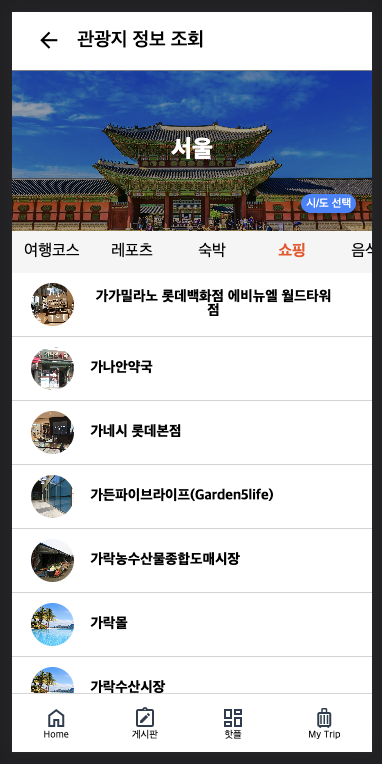 관광지 정보 조회
서울
시/도 선택
여행코스 레포츠 숙박 쇼핑 음식
가가밀라노 롯데백화점 에비뉴엘 월드타워
점
가나안약국
가네시 롯데본점
가든파이브라이프(Garden5life)
가락농수산물종합도매시장
가락몰
가락수산시장
Home 게시판 핫플 My Trip